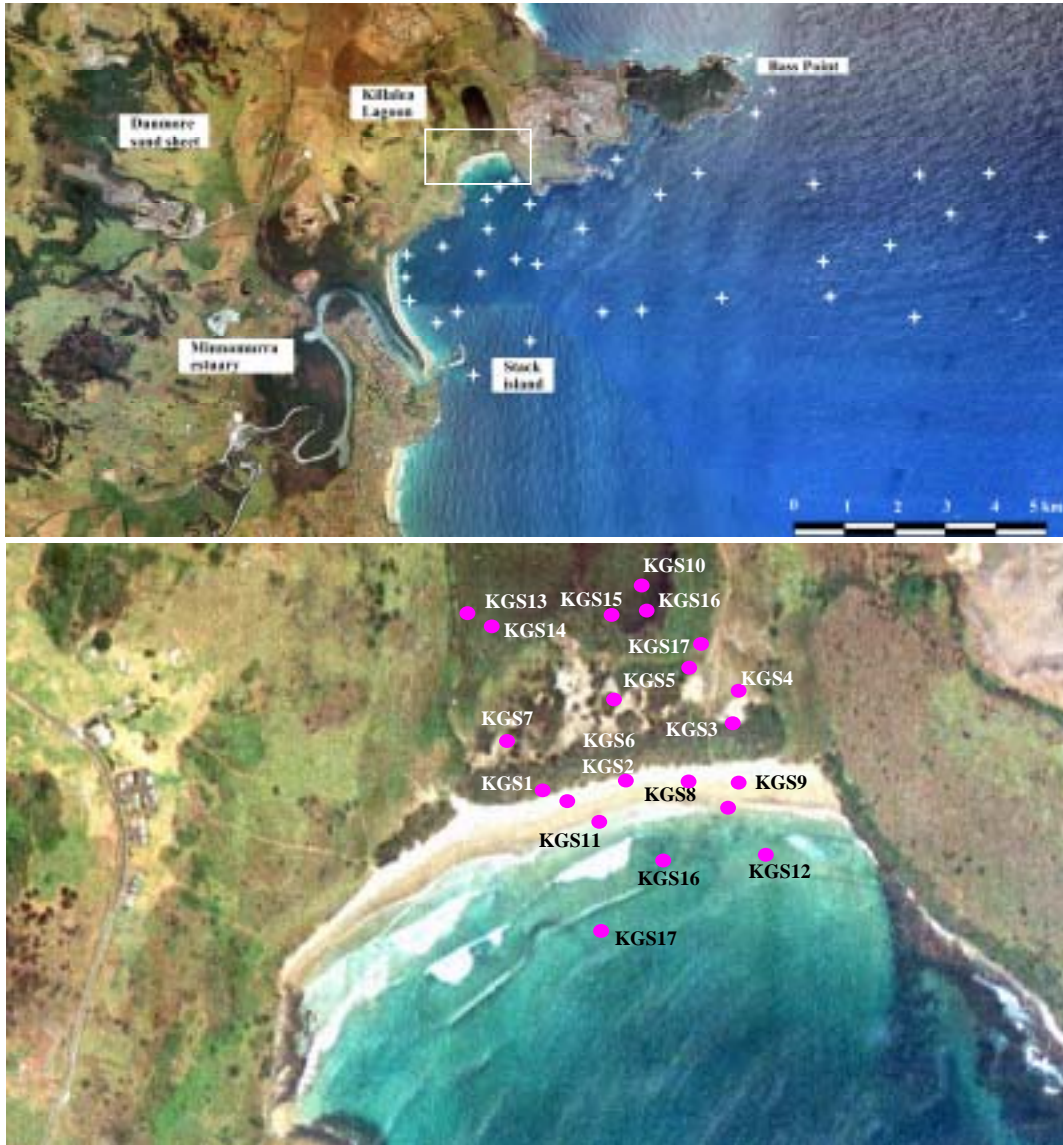 Bass Point
Killalea
Lagoon
Dunmore
sand sheet
Minnamurra
estuary
Stack
island
0 1 2 3 4 5 km
KGS10
KGS13
KGS15
KGS16
KGS14
KGS17
KGS5
KGS4
KGS7
KGS6
KGS3
KGS2
KGS1
KGS8
KGS9
KGS11
KGS16
KGS12
KGS17